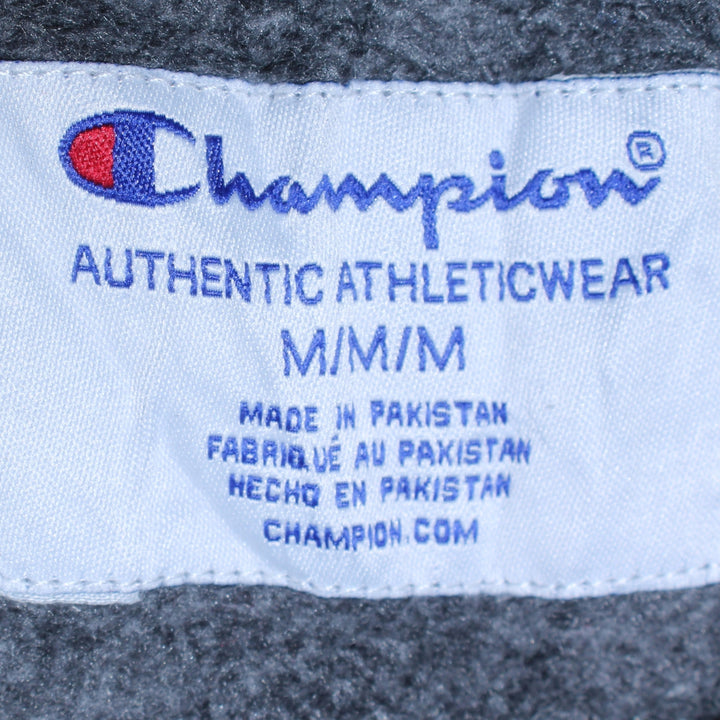 Champion®
AUTHENTIC ATHLETICWEAR
M/M/M
MADE IN PAKISTAN
FABRIQUÉ AU PAKISTAN
HECHO EN PAKISTAN
CHAMPION.COM